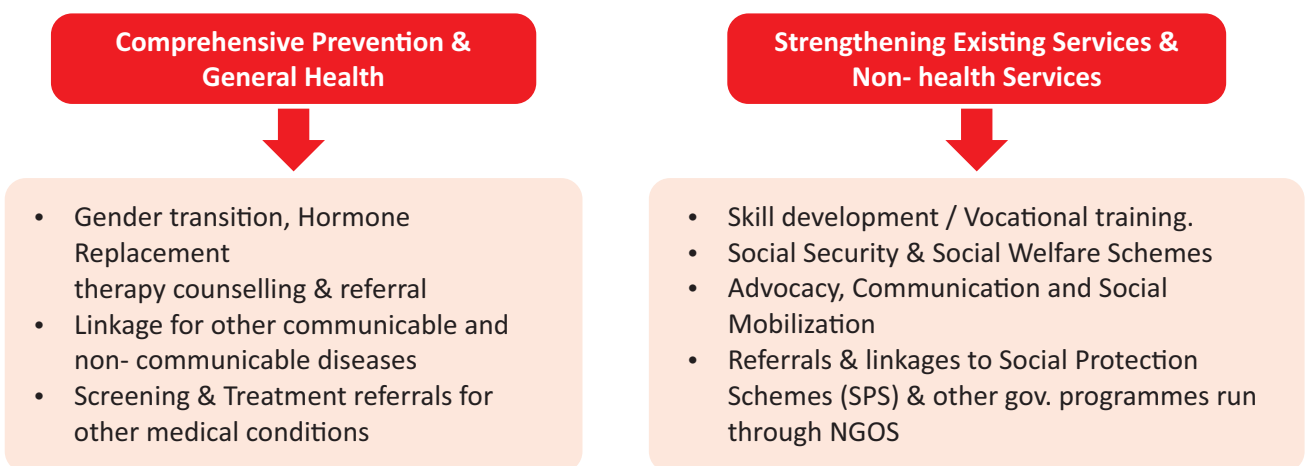 Comprehensive Prevention &
General Health
• Gender transition, Hormone
Replacement
therapy counselling & referral
• Linkage for other communicable and
non- communicable diseases
• Screening & Treatment referrals for
other medical conditions
Strengthening Existing Services &
Non- health Services
• Skill development / Vocational training.
• Social Security & Social Welfare Schemes
• Advocacy, Communication and Social
Mobilization
• Referrals & linkages to Social Protection
Schemes (SPS) & other gov. programmes run
through NGOS